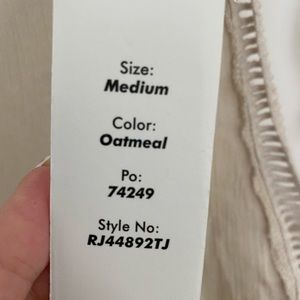 Size:
Medium
Color:
Oatmeal
Po:
74249
Style No:
RJ44892TJ